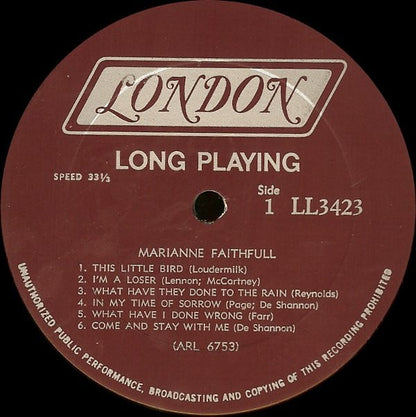 LONDON
LONG PLAYING
SPEED 33⅓
Side
1 LL3423
MARIANNE FAITHFULL
1. THIS LITTLE BIRD (Loudermilk)
2. I'M A LOSER (Lennon; McCartney)
3. WHAT HAVE THEY DONE TO THE RAIN (Reynolds)
4. IN MY TIME OF SORROW (Page; De Shannon)
5. WHAT HAVE I DONE WRONG (Farr)
6. COME AND STAY WITH ME (De Shannon)
(ARL 6753)
UNAUTHORIZED PUBLIC PERFORMANCE, BROADCASTING AND COPYING OF THIS RECORDING PROHIBITED